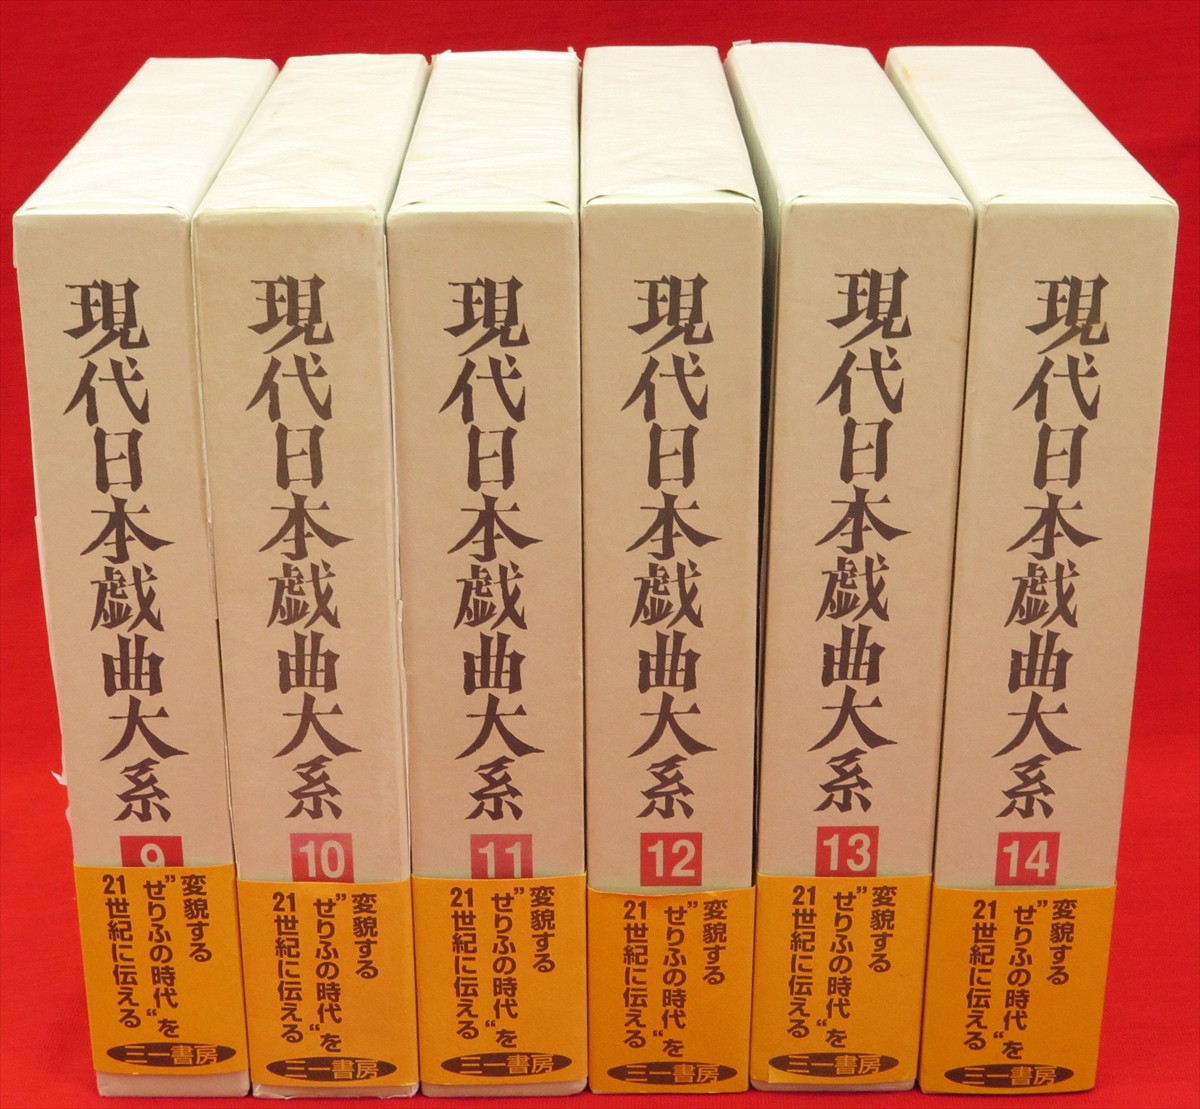 現代日本戯曲大系
9
変貌する
"せりふの時代"を
21世紀に伝える
三一書房
現代日本戯曲大系
10
変貌する
"せりふの時代"を
21世紀に伝える
三一書房
現代日本戯曲大系
11
変貌する
"せりふの時代"を
21世紀に伝える
三一書房
現代日本戯曲大系
12
変貌する
"せりふの時代"を
21世紀に伝える
三一書房
現代日本戯曲大系
13
変貌する
"せりふの時代"を
21世紀に伝える
三一書房
現代日本戯曲大系
14
変貌する
"せりふの時代"を
21世紀に伝える
三一書房